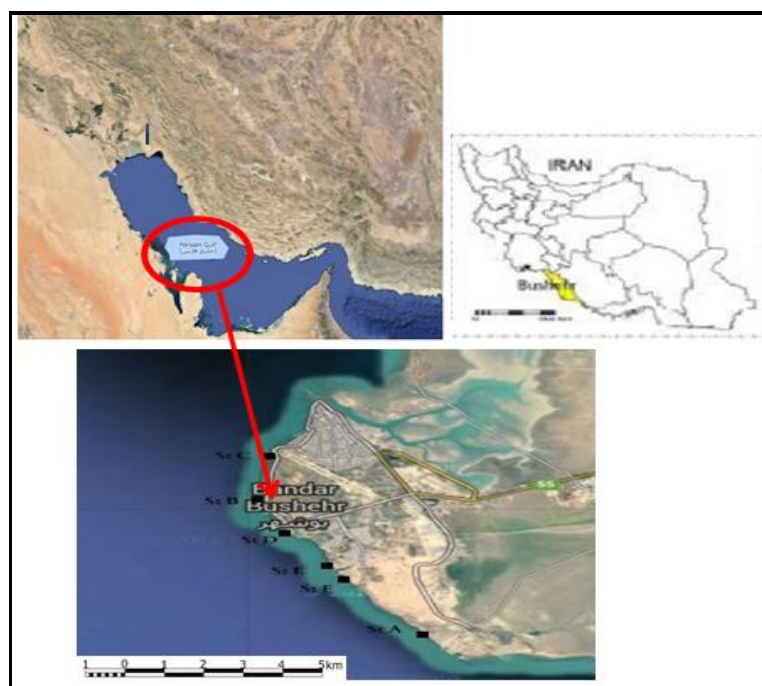 Persian Gulf
IRAN
Bushehr
St C
St B
Bandar
Bushehr
بوشهر
St D
St E
St F
St A
55
1 0 1 2 3 4 5km